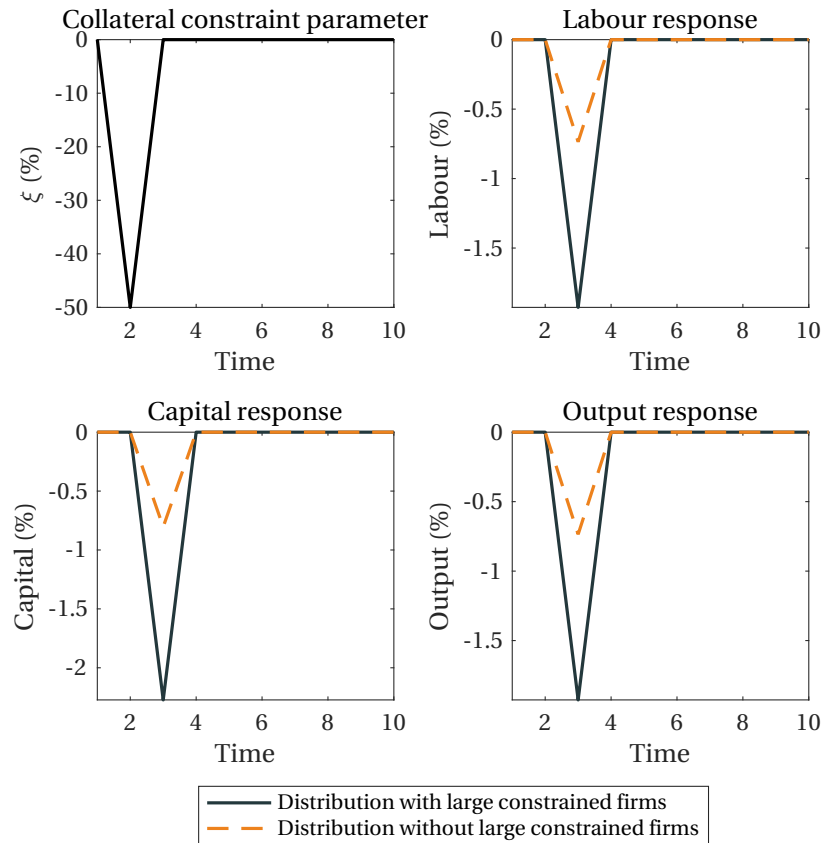 Collateral constraint parameter
0
-10
-20
-30
-40
-50
ξ (%)
2 4 6 8 10
Time
Labour response
0
-0.5
-1
-1.5
Labour (%)
2 4 6 8 10
Time
Capital response
0
-0.5
-1
-1.5
-2
Capital (%)
2 4 6 8 10
Time
Output response
0
-0.5
-1
-1.5
Output (%)
2 4 6 8 10
Time
Distribution with large constrained firms
Distribution without large constrained firms